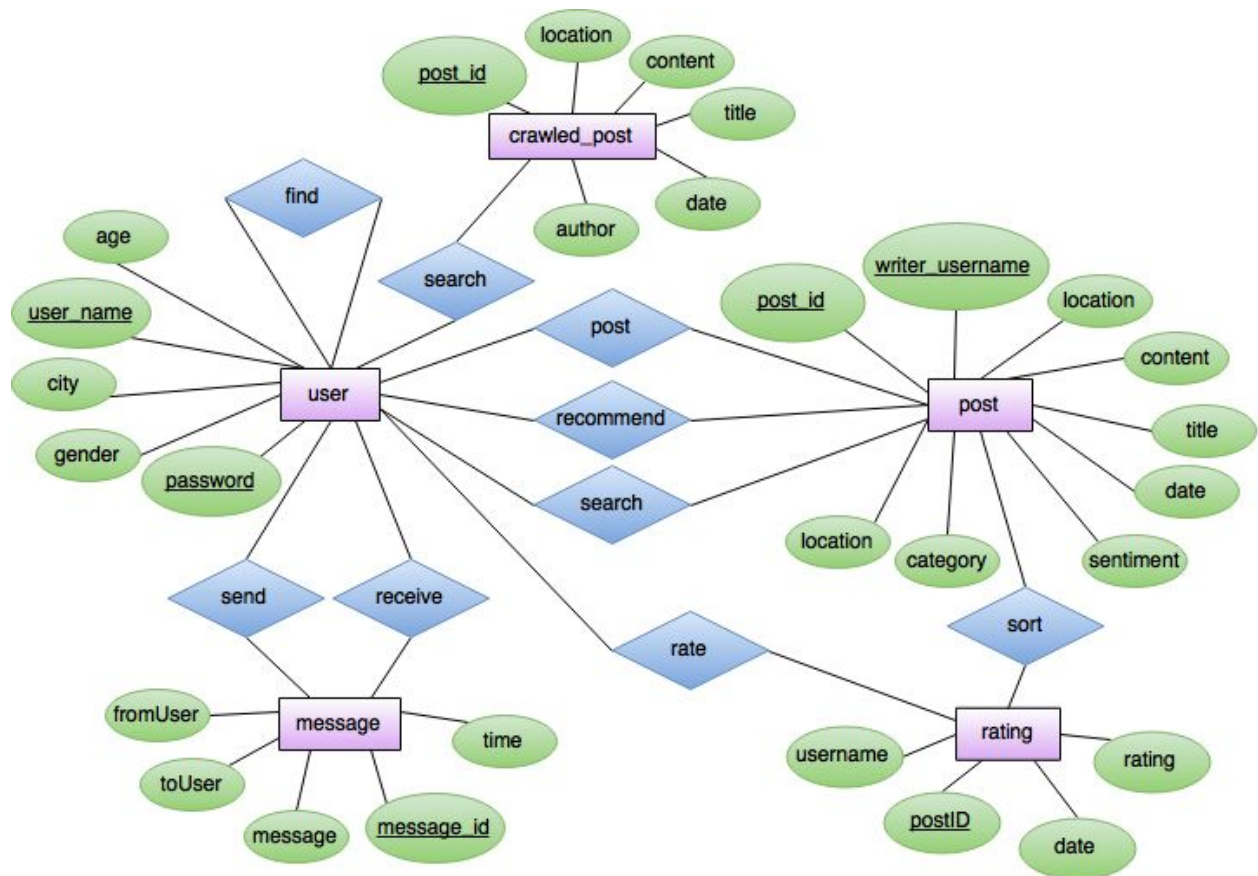 location
post_id
content
title
crawled_post
find
date
age
author
writer_username
search
user_name
post_id
location
post
content
city
user
post
recommend
title
gender
password
search
date
location
category
sentiment
send
receive
sort
rate
fromUser
message
time
username
rating
rating
toUser
message
message_id
postID
date